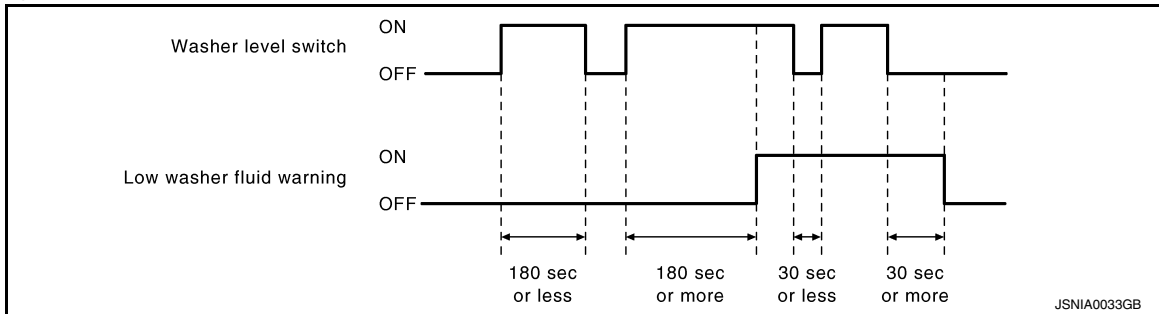 ON
Washer level switch
OFF
ON
Low washer fluid warning
OFF
180 sec
or less
180 sec
or more
30 sec
or less
30 sec
or more
JSNIA0033GB